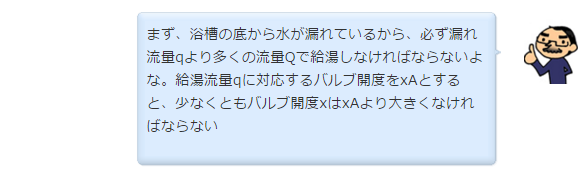 まず、浴槽の底から水が漏れているから、必ず漏れ
流量qより多くの流量Qで給湯しなければならないよ
な。給湯流量qに対応するバルブ開度をxAとする
と、少なくともバルブ開度xはxAより大きくなけれ
ばならない